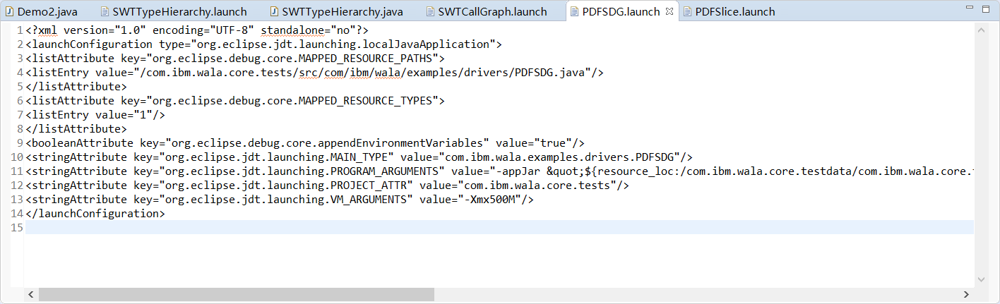 Demo2.java SWTTypeHierarchy.launch SWTTypeHierarchy.java SWTCallGraph.launch PDFSDG.launch PDFSlice.launch
1 <?xml version="1.0" encoding="UTF-8" standalone="no"?>
2 <launchConfiguration type="org.eclipse.jdt.launching.localJavaApplication">
3 <listAttribute key="org.eclipse.debug.core.MAPPED_RESOURCE_PATHS">
4 <listEntry value="/com.ibm.wala.core.tests/src/com/ibm/wala/examples/drivers/PDFSDG.java"/>
5 </listAttribute>
6 <listAttribute key="org.eclipse.debug.core.MAPPED_RESOURCE_TYPES">
7 <listEntry value="1"/>
8 </listAttribute>
9 <booleanAttribute key="org.eclipse.debug.core.appendEnvironmentVariables" value="true"/>
10 <stringAttribute key="org.eclipse.jdt.launching.MAIN_TYPE" value="com.ibm.wala.examples.drivers.PDFSDG"/>
11 <stringAttribute key="org.eclipse.jdt.launching.PROGRAM_ARGUMENTS" value="-appJar &quot;${resource_loc:/com.ibm.wala.core.testdata/com.ibm.wala.core.
12 <stringAttribute key="org.eclipse.jdt.launching.PROJECT_ATTR" value="com.ibm.wala.core.tests"/>
13 <stringAttribute key="org.eclipse.jdt.launching.VM_ARGUMENTS" value="-Xmx500M"/>
14 </launchConfiguration>
15